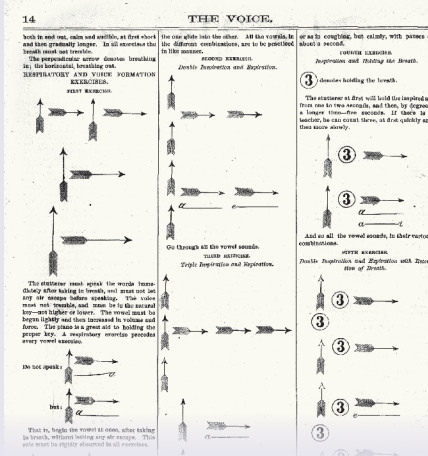 14
THE VOICE.
both in and out, calm and audible, at first short
and then gradually longer. In all exercises the
breath must not tremble.
The perpendicular arrow denotes breathing
in; the horizontal, breathing out.
RESPIRATORY AND VOICE FORMATION
EXERCISES.
FIRST EXERCISE.
The stutterer must speak the words imme-
diately after taking in breath, and must not let
any air escape before speaking. The voice
must not tremble, and must be in the natural
key—not higher or lower. The vowel must be
begun lightly and then increased in volume and
force. The piano is a great aid to holding the
proper key. A respiratory exercise precedes
every vowel exercise.
Do not speak:
but:
a
That is, begin the vowel at once, after taking
in breath, without letting any air escape. This
rule must be rigidly observed in all exercises.
the one glide into the other. All the vowels, in
the different combinations, are to be practised
in like manner.
SECOND EXERCISE.
Double Inspiration and Expiration.
a
e
Go through all the vowel sounds.
THIRD EXERCISE.
Triple Inspiration and Expiration.
a
or as in coughing, but calmly, with pauses
about a second.
FOURTH EXERCISE.
Inspiration and Holding the Breath.
3 denotes holding the breath.
The stutterer at first will hold the inspired
from one to two seconds, and then, by
a longer time—five seconds. If there is
teacher, he can count three, at first quickly
then more slowly.
3
3
a
a
And so all the vowel sounds, in their
combinations.
FIFTH EXERCISE.
Double Inspiration and Expiration with
tion of Breath.
3
3
3
3
e
3